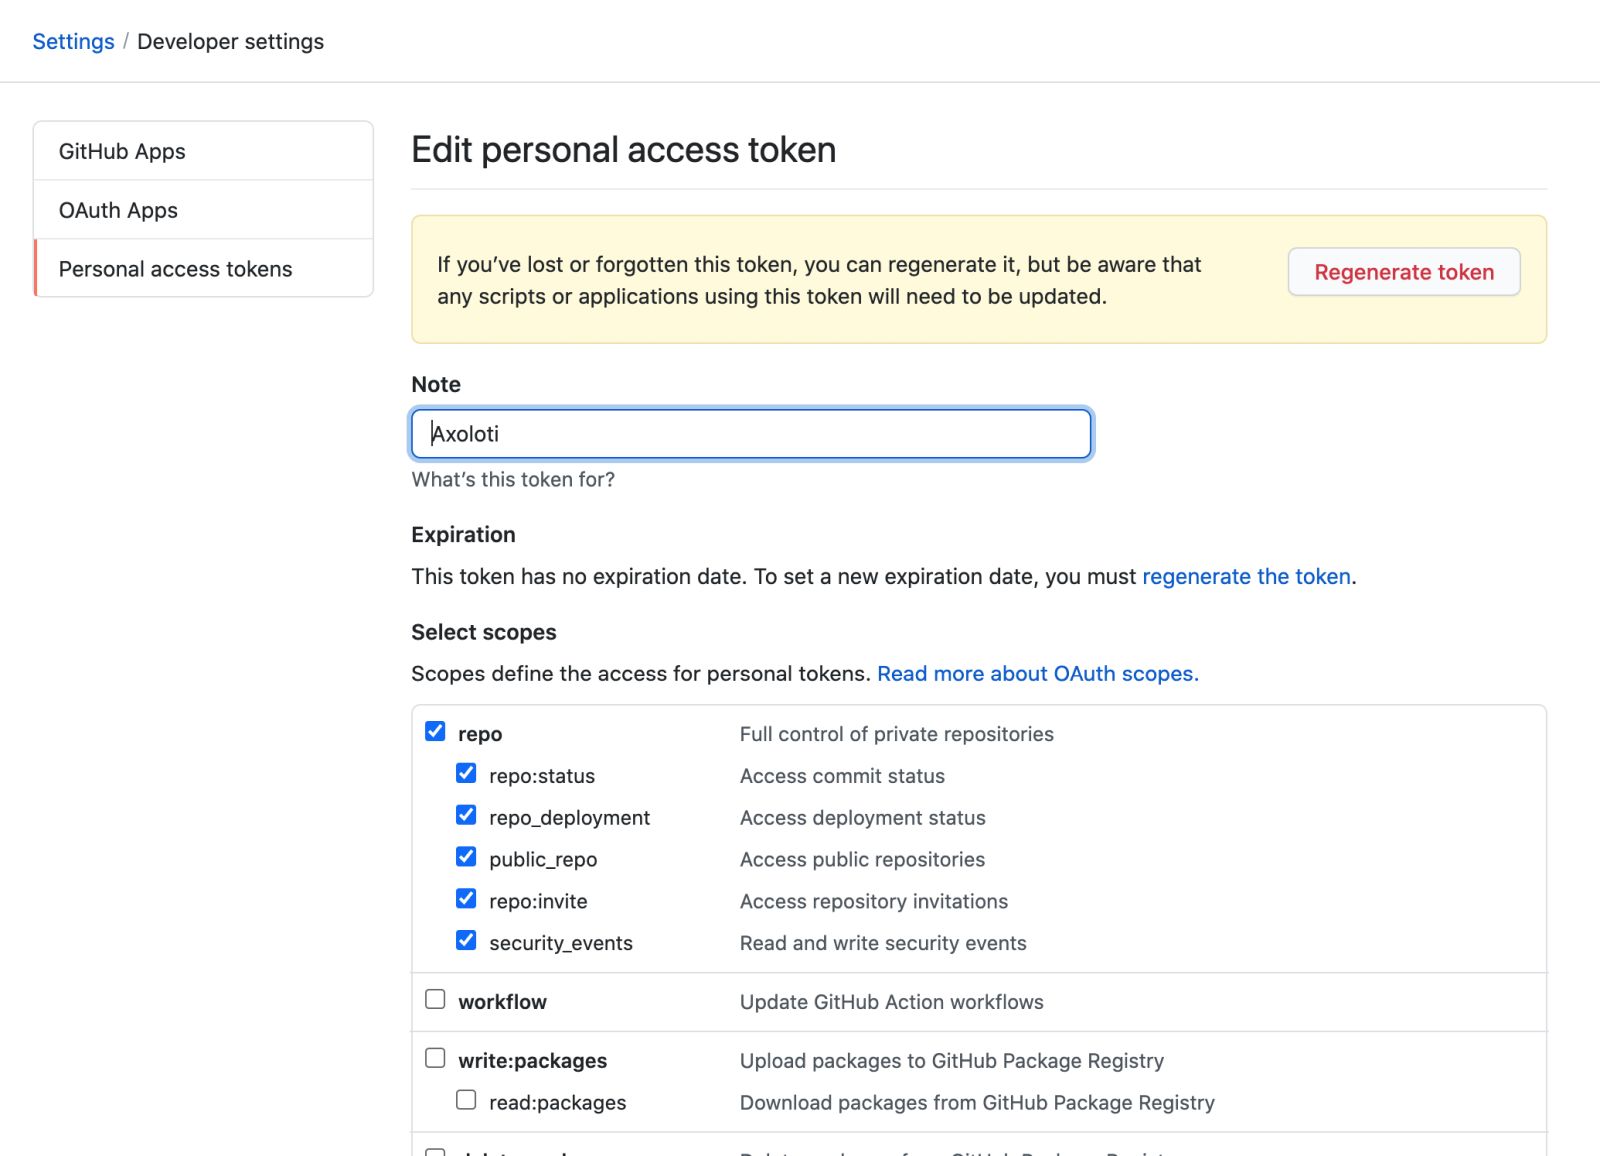 Settings / Developer settings
GitHub Apps
OAuth Apps
Personal access tokens
Edit personal access token
If you’ve lost or forgotten this token, you can regenerate it, but be aware that
any scripts or applications using this token will need to be updated.
Regenerate token
Note
Axoloti
What’s this token for?
Expiration
This token has no expiration date. To set a new expiration date, you must regenerate the token.
Select scopes
Scopes define the access for personal tokens. Read more about OAuth scopes.
repo Full control of private repositories
repo:status Access commit status
repo_deployment Access deployment status
public_repo Access public repositories
repo:invite Access repository invitations
security_events Read and write security events
workflow Update GitHub Action workflows
write:packages Upload packages to GitHub Package Registry
read:packages Download packages from GitHub Package Registry